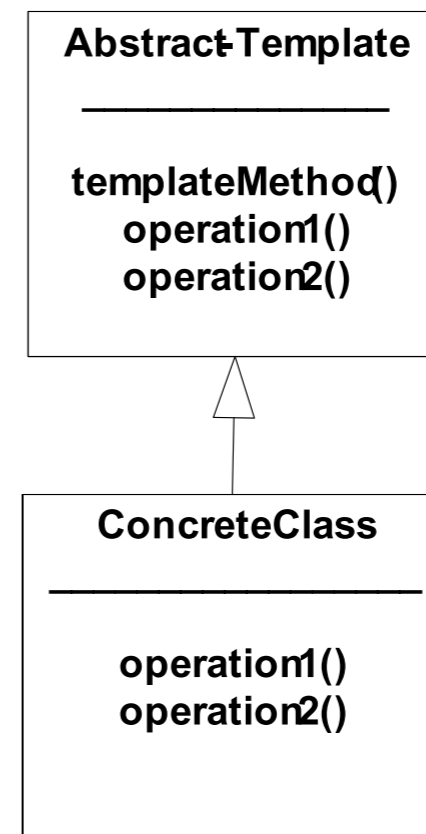 Abstract-Template
templateMethod()
operation1()
operation2()
ConcreteClass
operation1()
operation2()